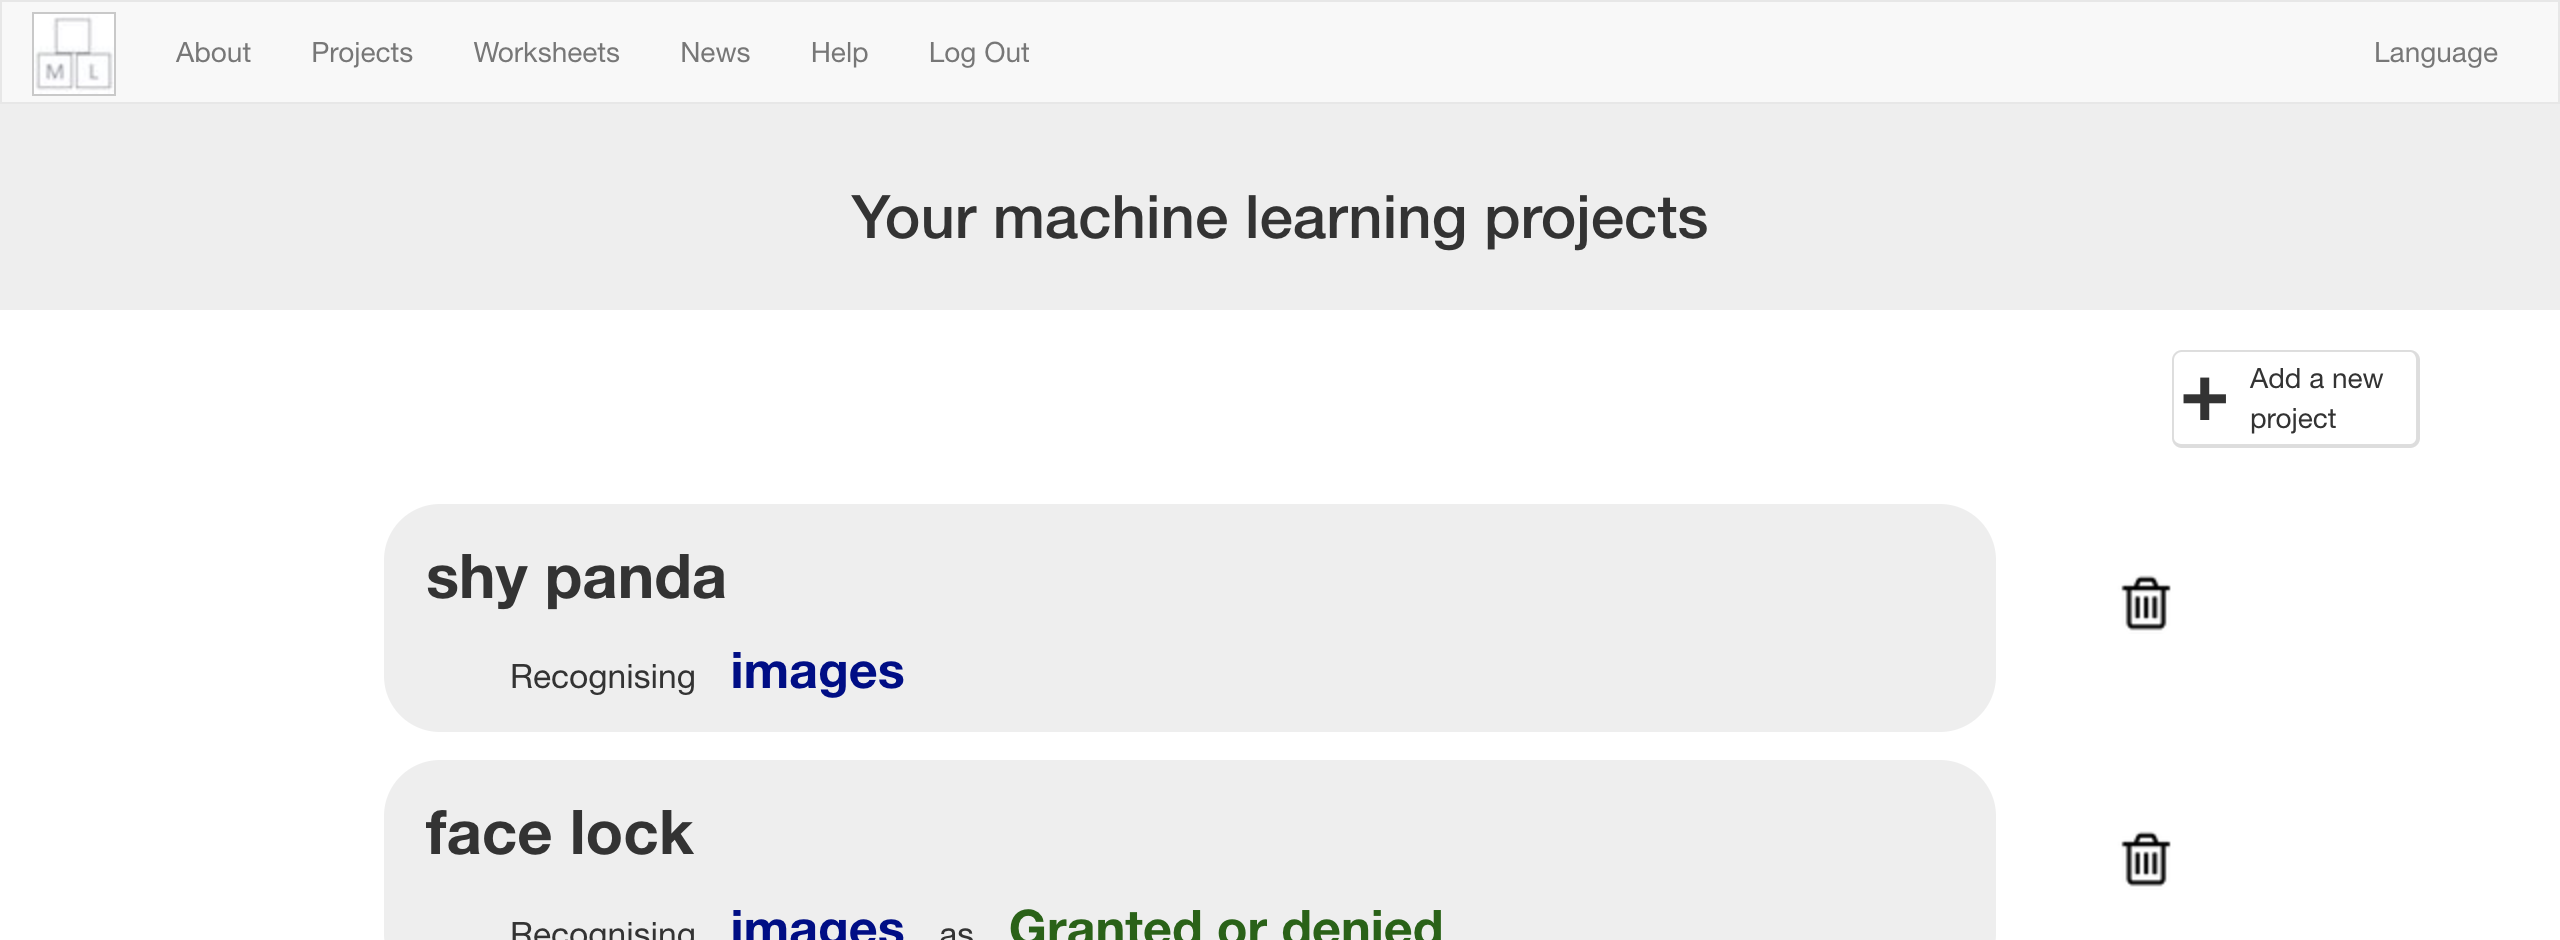 M L
About Projects Worksheets News Help Log Out Language
Your machine learning projects
Add a new
project
shy panda
Recognising images
face lock
Recognising images as Granted or denied